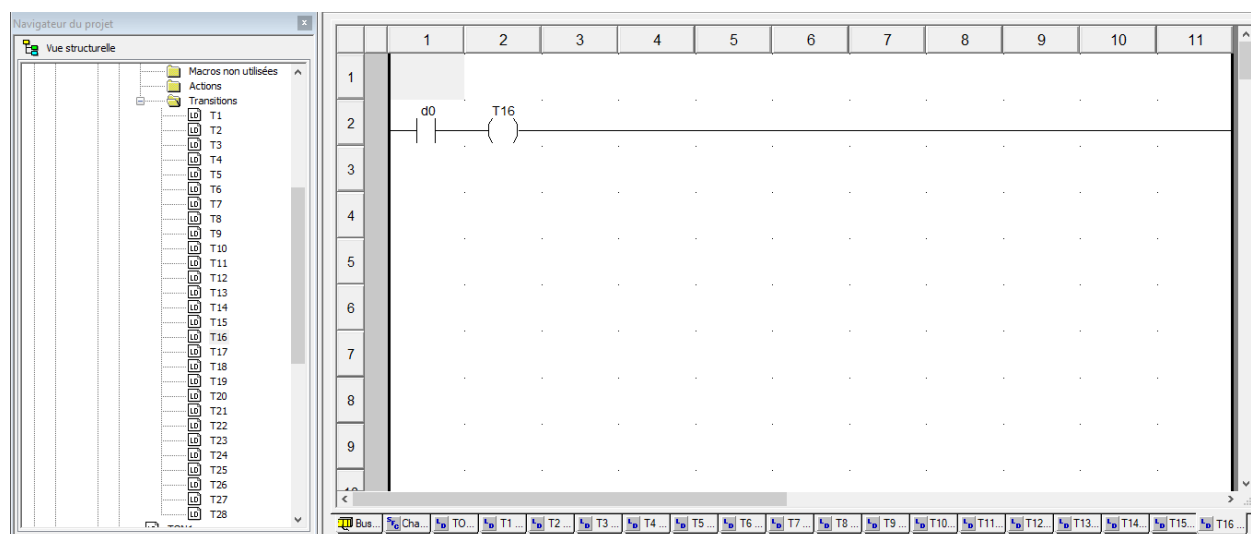 Navigateur du projet x
Vue structurelle
Macros non utilisées
Actions
Transitions
T1
T2
T3
T4
T5
T6
T7
T8
T9
T10
T11
T12
T13
T14
T15
T16
T17
T18
T19
T20
T21
T22
T23
T24
T25
T26
T27
T28
1 2 3 4 5 6 7 8 9 10 11
1
d0 T16
2
3
4
5
6
7
8
9
Bus... Cha... TO... T1 ... T2 ... T3 ... T4 ... T5 ... T6 ... T7 ... T8 ... T9 ... T10... T11... T12... T13... T14... T15... T16 ...